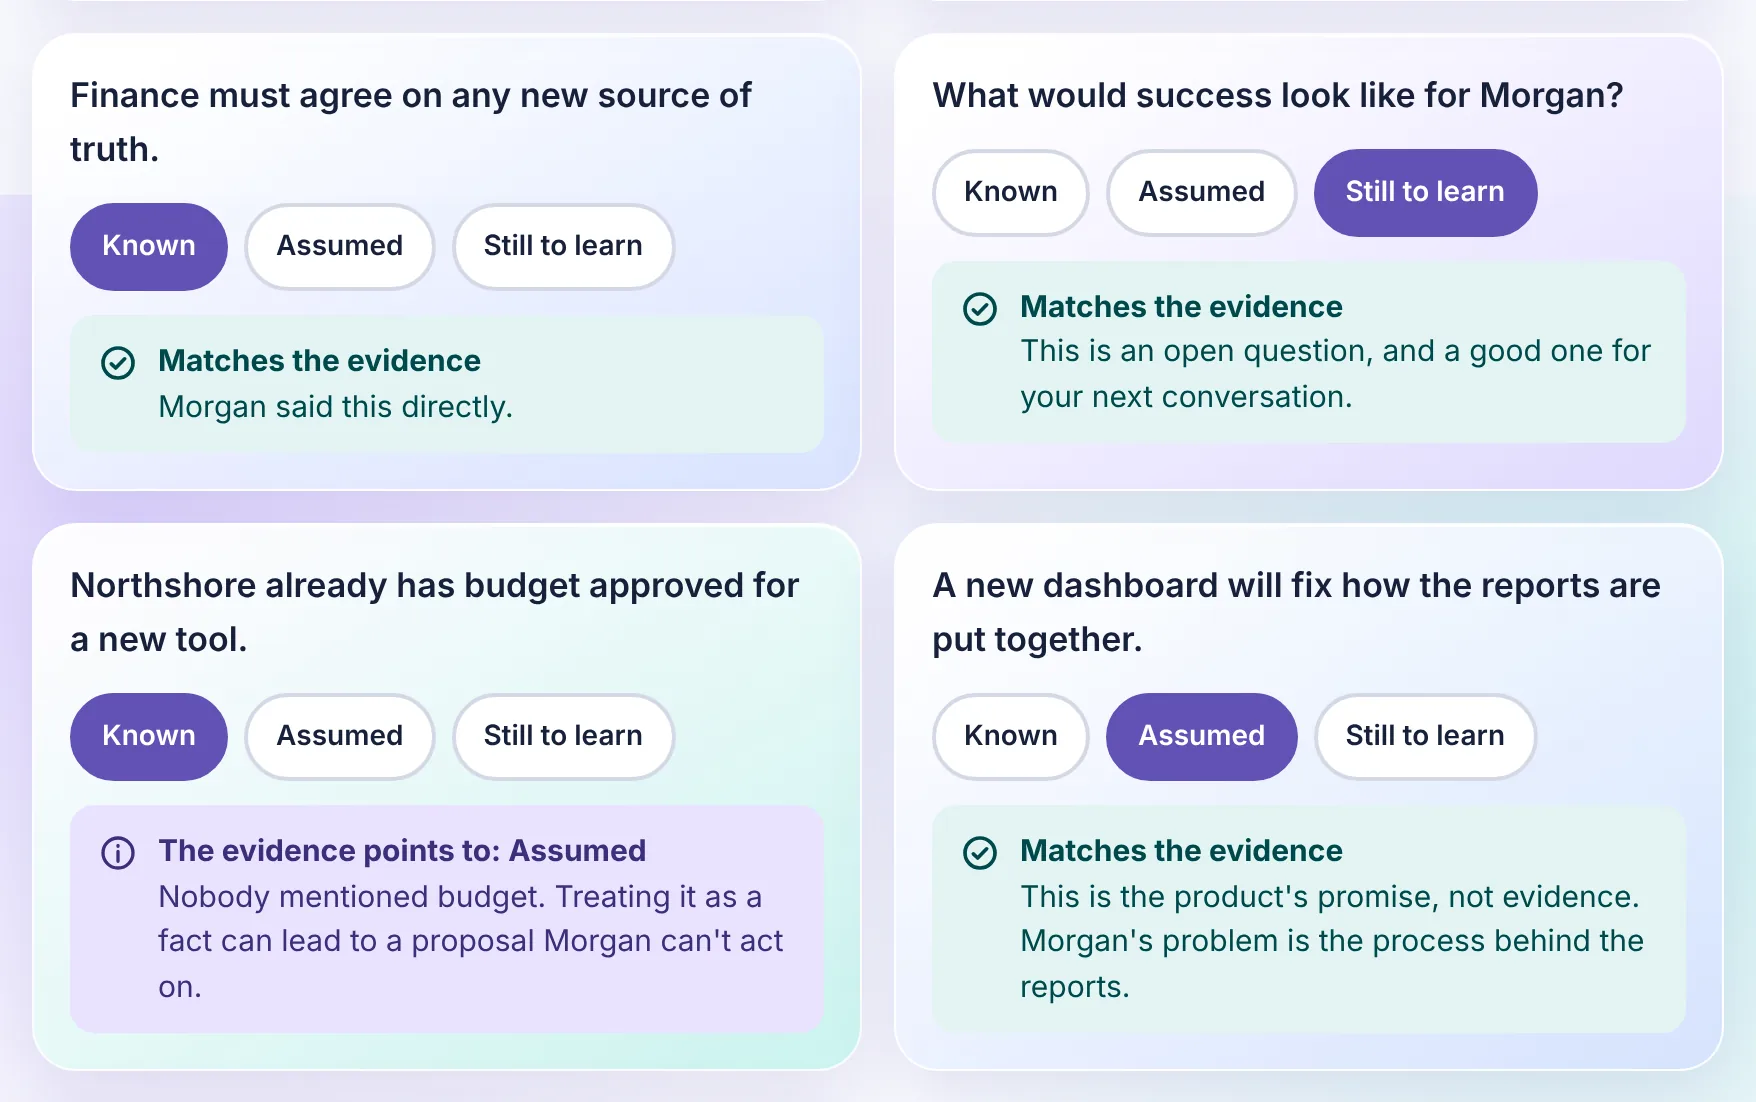 Finance must agree on any new source of
truth.
Known
Assumed
Still to learn
Matches the evidence
Morgan said this directly.
What would success look like for Morgan?
Known
Assumed
Still to learn
Matches the evidence
This is an open question, and a good one for
your next conversation.
Northshore already has budget approved for
a new tool.
Known
Assumed
Still to learn
The evidence points to: Assumed
Nobody mentioned budget. Treating it as a
fact can lead to a proposal Morgan can't act
on.
A new dashboard will fix how the reports are
put together.
Known
Assumed
Still to learn
Matches the evidence
This is the product's promise, not evidence.
Morgan's problem is the process behind the
reports.